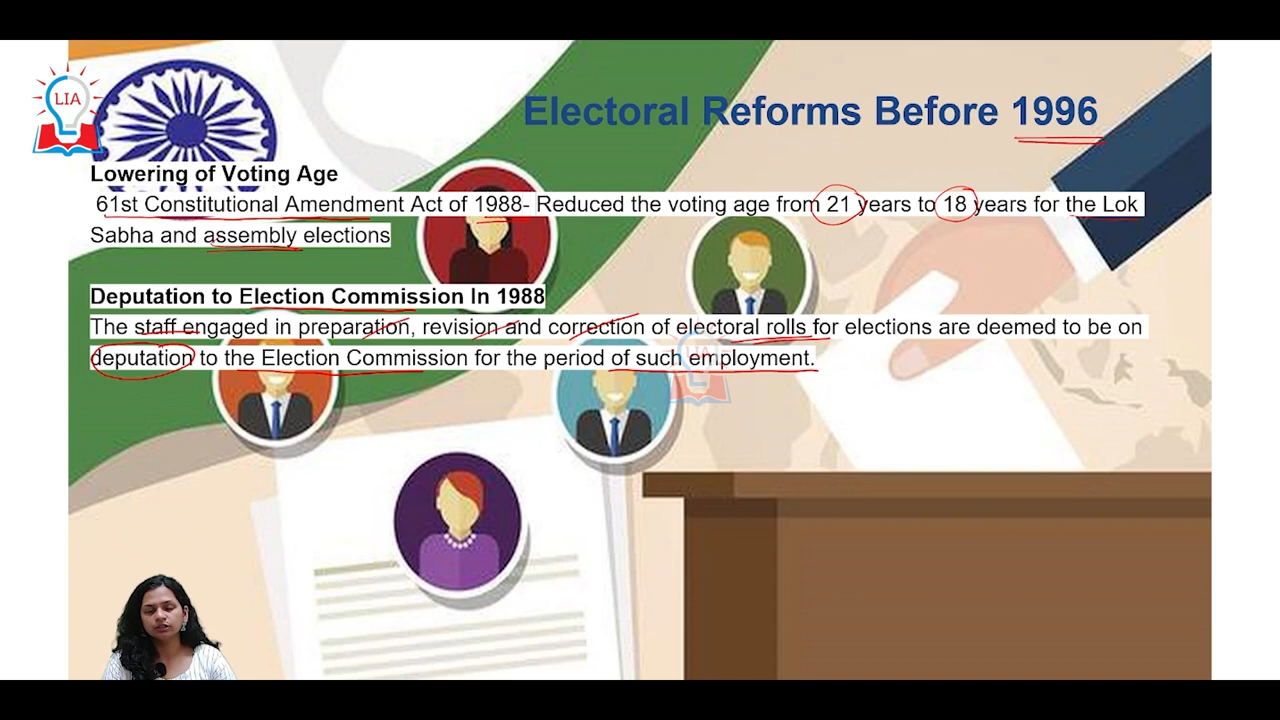 LIA
Electoral Reforms Before 1996
Lowering of Voting Age
61st Constitutional Amendment Act of 1988- Reduced the voting age from 21 years to 18 years for the Lok
Sabha and assembly elections
Deputation to Election Commission In 1988
The staff engaged in preparation, revision and correction of electoral rolls for elections are deemed to be on
deputation to the Election Commission for the period of such employment.
LIA